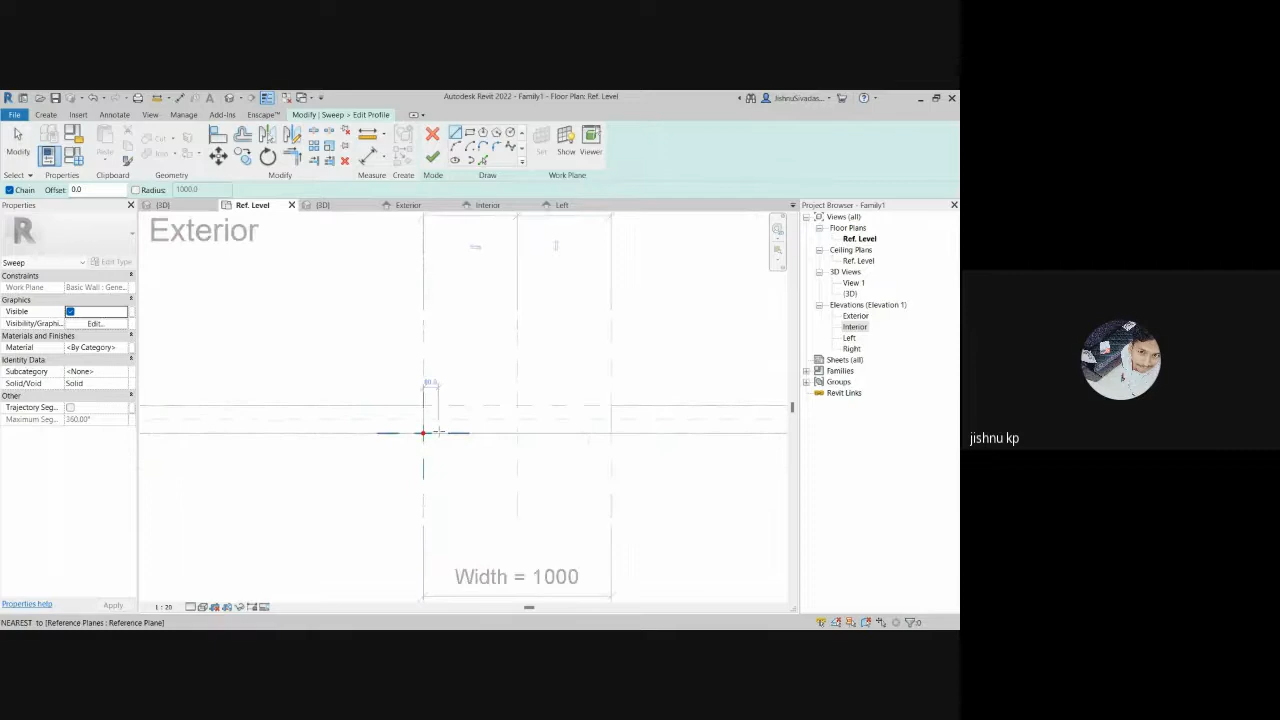 Autodesk Revit 2022 - Family1 - Floor Plan: Ref. Level
JishnuSivadas...
File Create Insert Annotate View Manage Add-Ins Enscape™ Modify | Sweep > Edit Profile
Modify Paste Cut Join Set Show Viewer
Select Properties Clipboard Geometry Modify Measure Create Mode Draw Work Plane
Chain Offset: 0.0 Radius: 1000.0
Properties
Sweep Edit Type
Constraints
Work Plane Basic Wall : Gene...
Graphics
Visible
Visibility/Graphi... Edit...
Materials and Finishes
Material <By Category>
Identity Data
Subcategory <None>
Solid/Void Solid
Other
Trajectory Seg...
Maximum Seg... 360.00°
Properties help Apply
{3D} Ref. Level {3D} Exterior Interior Left
Exterior
Width = 1000
1 : 20
Project Browser - Family1
Views (all)
Floor Plans
Ref. Level
Ceiling Plans
Ref. Level
3D Views
View 1
{3D}
Elevations (Elevation 1)
Exterior
Interior
Left
Right
Sheets (all)
Families
Groups
Revit Links
NEAREST to [Reference Planes : Reference Plane]
:0
jishnu kp